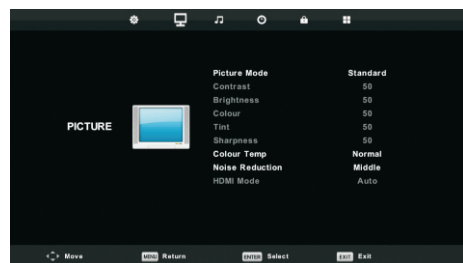 Picture Mode Standard
Contrast 50
Brightness 50
Colour 50
PICTURE
Tint 50
Sharpness 50
Colour Temp Normal
Noise Reduction Middle
HDMI Mode Auto
Move MENU Return ENTER Select EXIT Exit